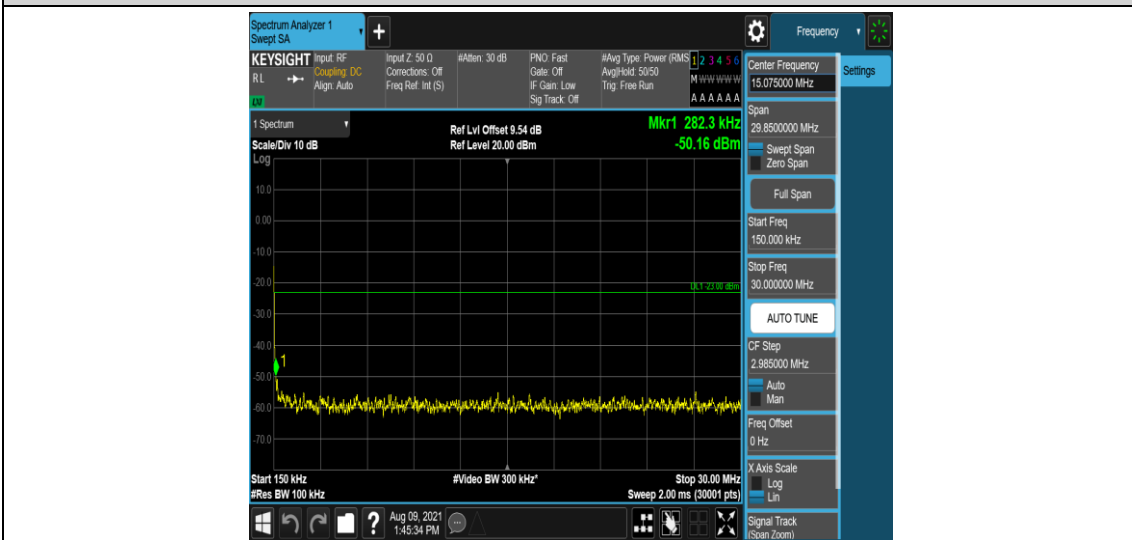 Spectrum Analyzer 1
Swept SA
+
Frequency
KEYSIGHT
RL
LXI
Input: RF
Coupling: DC
Align: Auto
Input Z: 50 Ω
Corrections: Off
Freq Ref: Int (S)
#Atten: 30 dB
PNO: Fast
Gate: Off
IF Gain: Low
Sig Track: Off
#Avg Type: Power (RMS
Avg|Hold: 50/50
Trig: Free Run
1 2 3 4 5 6
M W W W W W
A A A A A A
1 Spectrum
Scale/Div 10 dB
Ref Lvl Offset 9.54 dB
Ref Level 20.00 dBm
Mkr1 282.3 kHz
-50.16 dBm
Log
10.0
0.00
-10.0
-20.0
DL1 -23.00 dBm
-30.0
-40.0
1
-50.0
-60.0
-70.0
Start 150 kHz
#Res BW 100 kHz
#Video BW 300 kHz*
Stop 30.00 MHz
Sweep 2.00 ms (30001 pts)
Center Frequency
15.075000 MHz
Settings
Span
29.8500000 MHz
Swept Span
Zero Span
Full Span
Start Freq
150.000 kHz
Stop Freq
30.000000 MHz
AUTO TUNE
CF Step
2.985000 MHz
Auto
Man
Freq Offset
0 Hz
X Axis Scale
Log
Lin
Signal Track
(Span Zoom)
?
Aug 09, 2021
1:45:34 PM